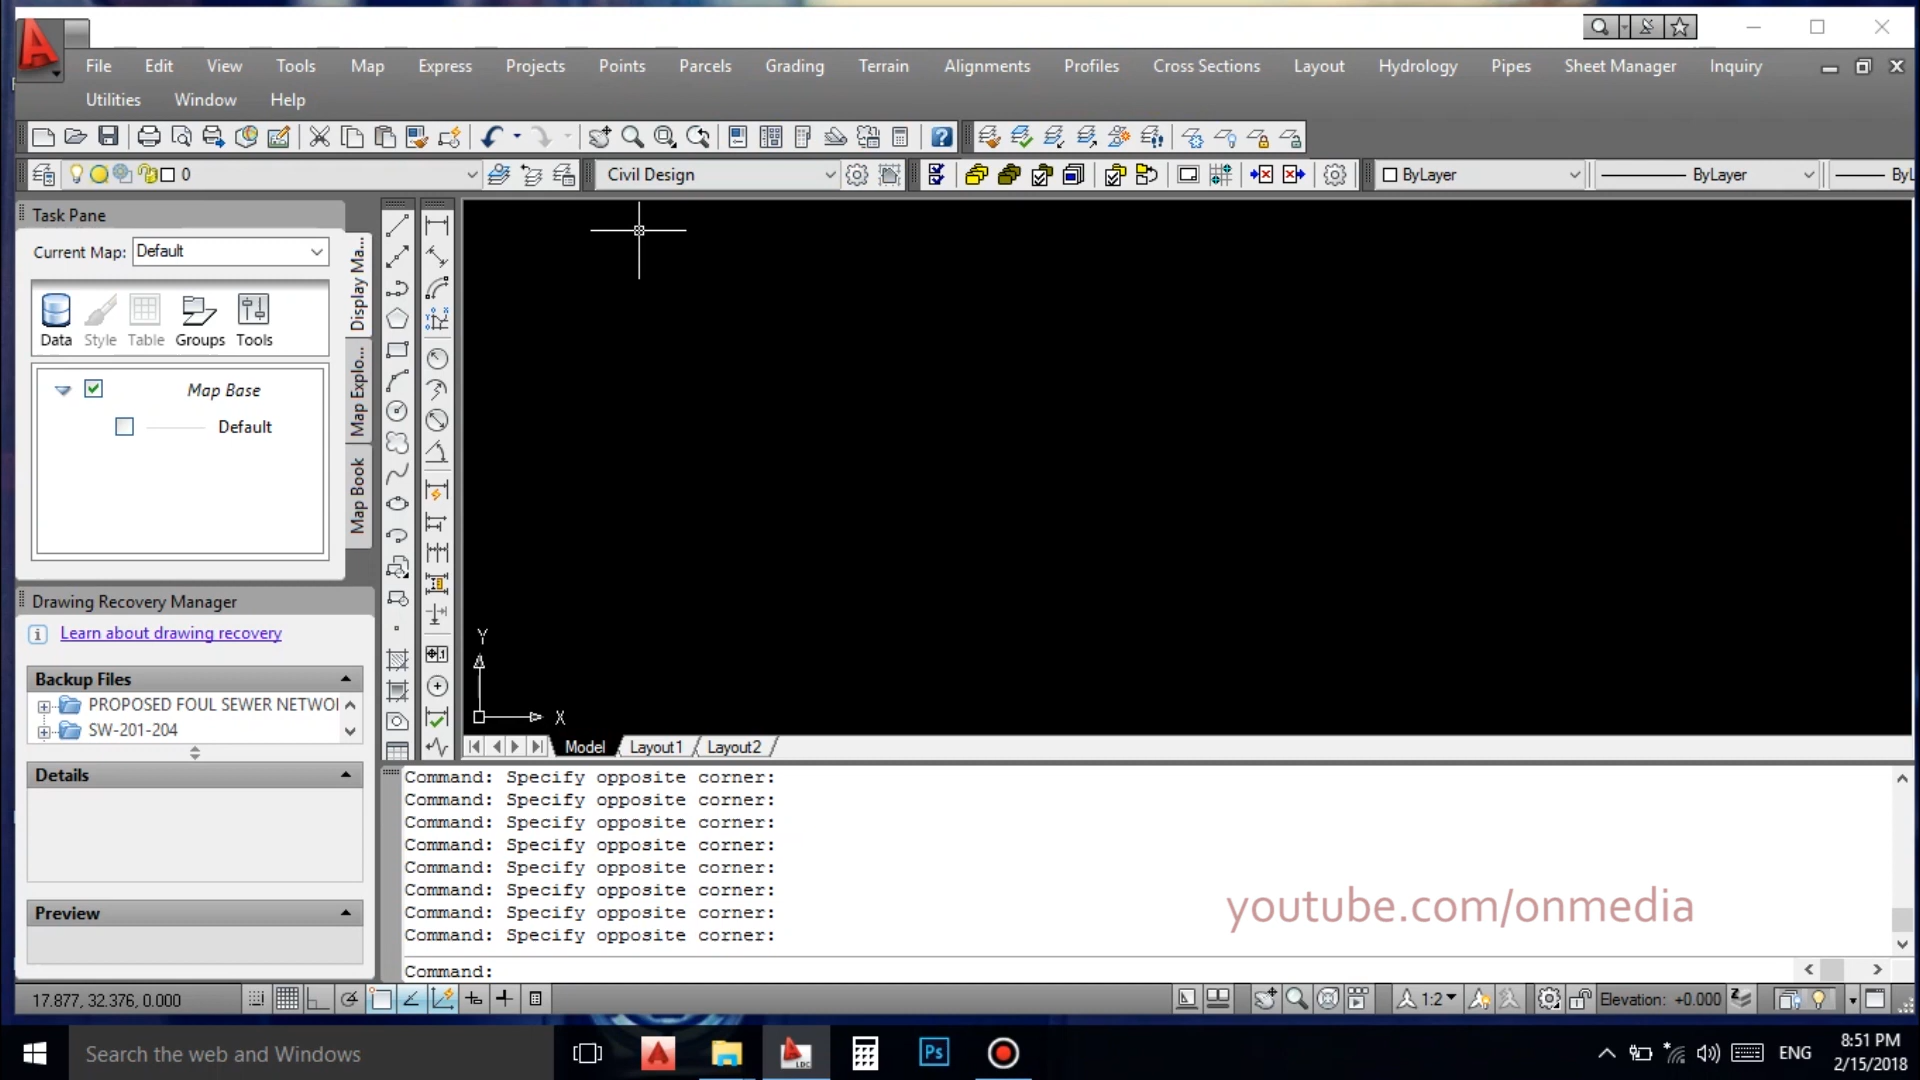 File Edit View Tools Map Express Projects Points Parcels Grading Terrain Alignments Profiles Cross Sections Layout Hydrology Pipes Sheet Manager Inquiry
Utilities Window Help
0 Civil Design ByLayer ByLayer ByL
Task Pane
Current Map: Default
Data Style Table Groups Tools
Map Base
Default
Display Ma...
Map Explo...
Map Book
Drawing Recovery Manager
Learn about drawing recovery
Backup Files
PROPOSED FOUL SEWER NETWO
SW-201-204
Details
Preview
Y
X
Model Layout1 Layout2
Command: Specify opposite corner:
Command: Specify opposite corner:
Command: Specify opposite corner:
Command: Specify opposite corner:
Command: Specify opposite corner:
Command: Specify opposite corner:
Command: Specify opposite corner:
Command: Specify opposite corner:
Command:
youtube.com/onmedia
17.877, 32.376, 0.000 1:2 Elevation: +0.000
Search the web and Windows
LDC
Ps
ENG
8:51 PM
2/15/2018